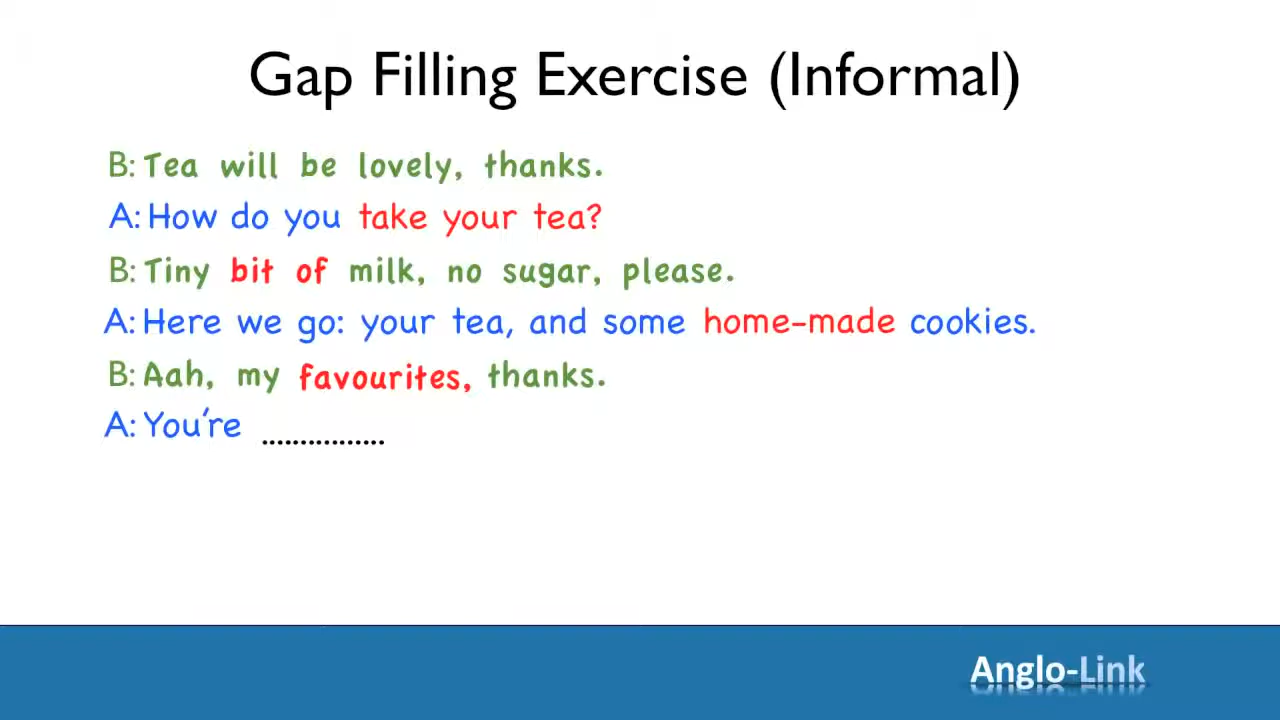 Gap Filling Exercise (Informal)
B: Tea will be lovely, thanks.
A: How do you take your tea?
B: Tiny bit of milk, no sugar, please.
A: Here we go: your tea, and some home-made cookies.
B: Aah, my favourites, thanks.
A: You're ................
Anglo-Link